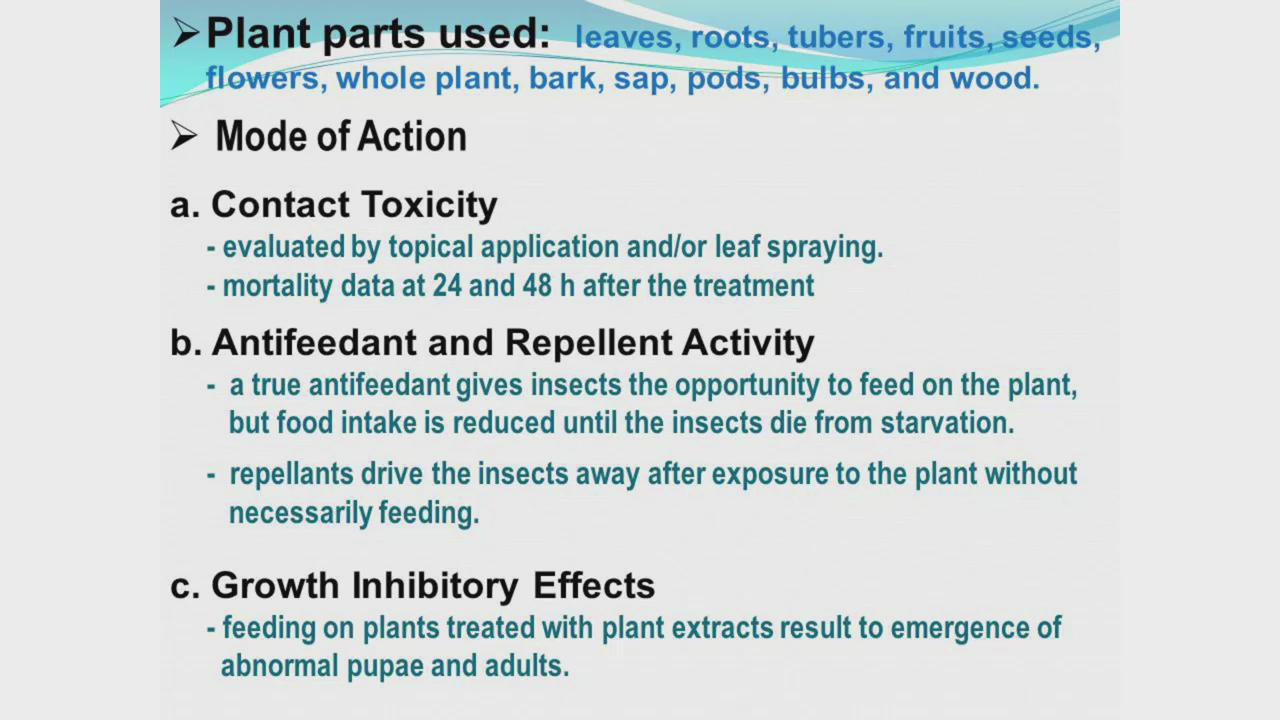 ➢Plant parts used: leaves, roots, tubers, fruits, seeds,
flowers, whole plant, bark, sap, pods, bulbs, and wood.
➢ Mode of Action
a. Contact Toxicity
- evaluated by topical application and/or leaf spraying.
- mortality data at 24 and 48 h after the treatment
b. Antifeedant and Repellent Activity
- a true antifeedant gives insects the opportunity to feed on the plant,
but food intake is reduced until the insects die from starvation.
- repellants drive the insects away after exposure to the plant without
necessarily feeding.
c. Growth Inhibitory Effects
- feeding on plants treated with plant extracts result to emergence of
abnormal pupae and adults.